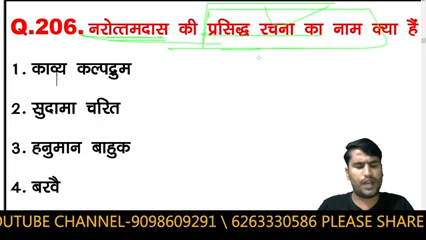 Q.206. नरोत्तमदास की प्रसिद्ध रचना का नाम क्या हैं
1. काव्य कल्पद्रुम
2. सुदामा चरित
3. हनुमान बाहुक
4. बरवै
OUTUBE CHANNEL-9098609291 \ 6263330586 PLEASE SHARE